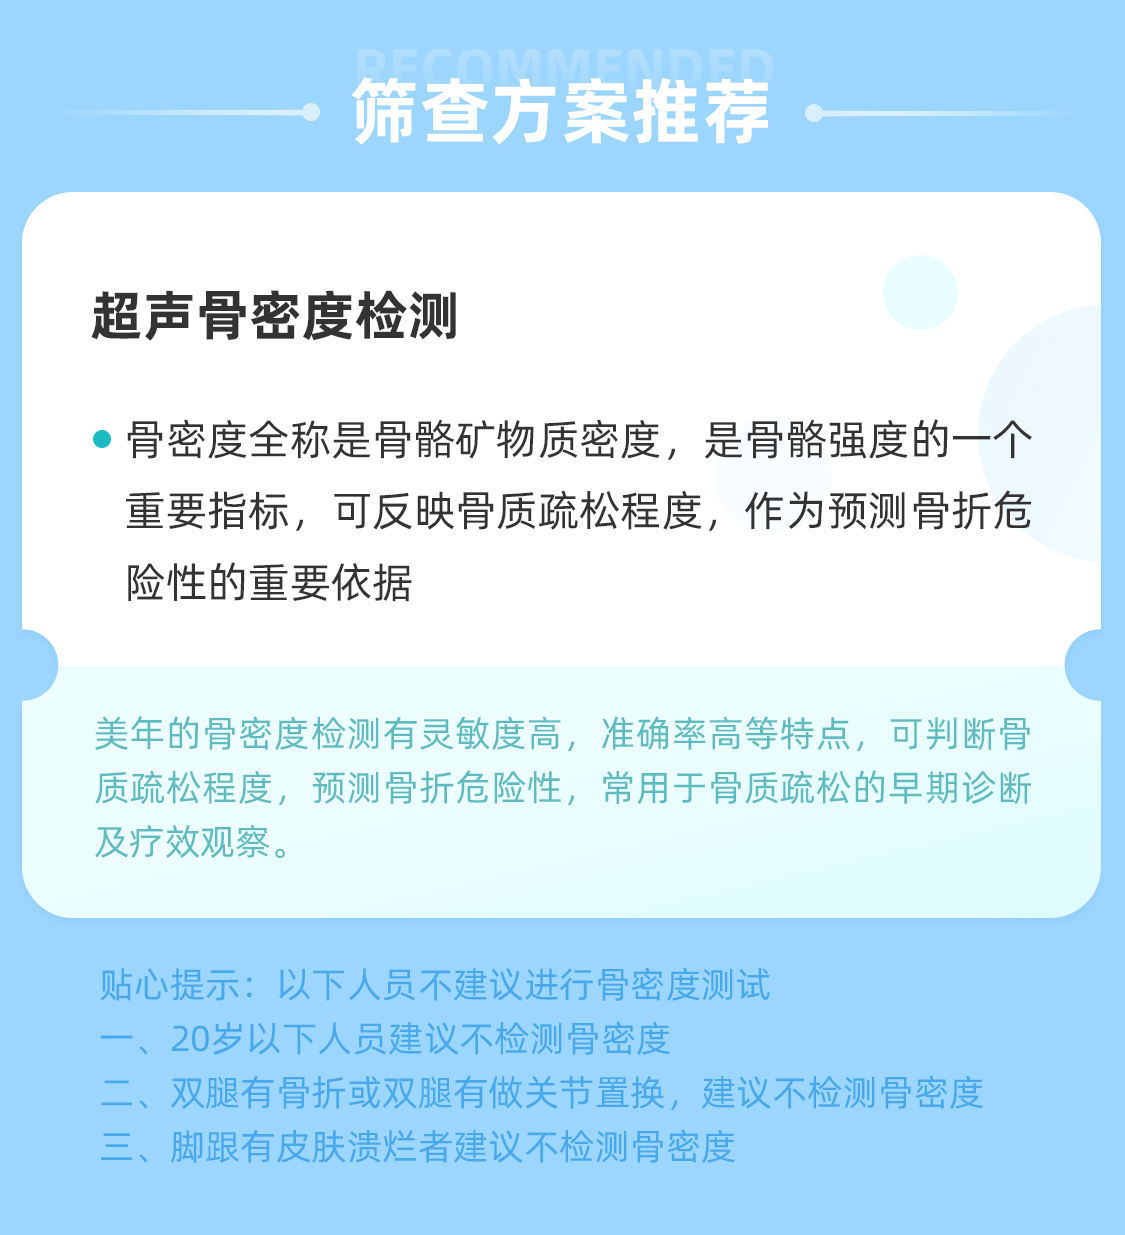 RECOMMENDED
筛查方案推荐
超声骨密度检测
骨密度全称是骨骼矿物质密度，是骨骼强度的一个
重要指标，可反映骨质疏松程度，作为预测骨折危
险性的重要依据
美年的骨密度检测有灵敏度高，准确率高等特点，可判断骨
质疏松程度，预测骨折危险性，常用于骨质疏松的早期诊断
及疗效观察。
贴心提示：以下人员不建议进行骨密度测试
一、20岁以下人员建议不检测骨密度
二、双腿有骨折或双腿有做关节置换，建议不检测骨密度
三、脚跟有皮肤溃烂者建议不检测骨密度